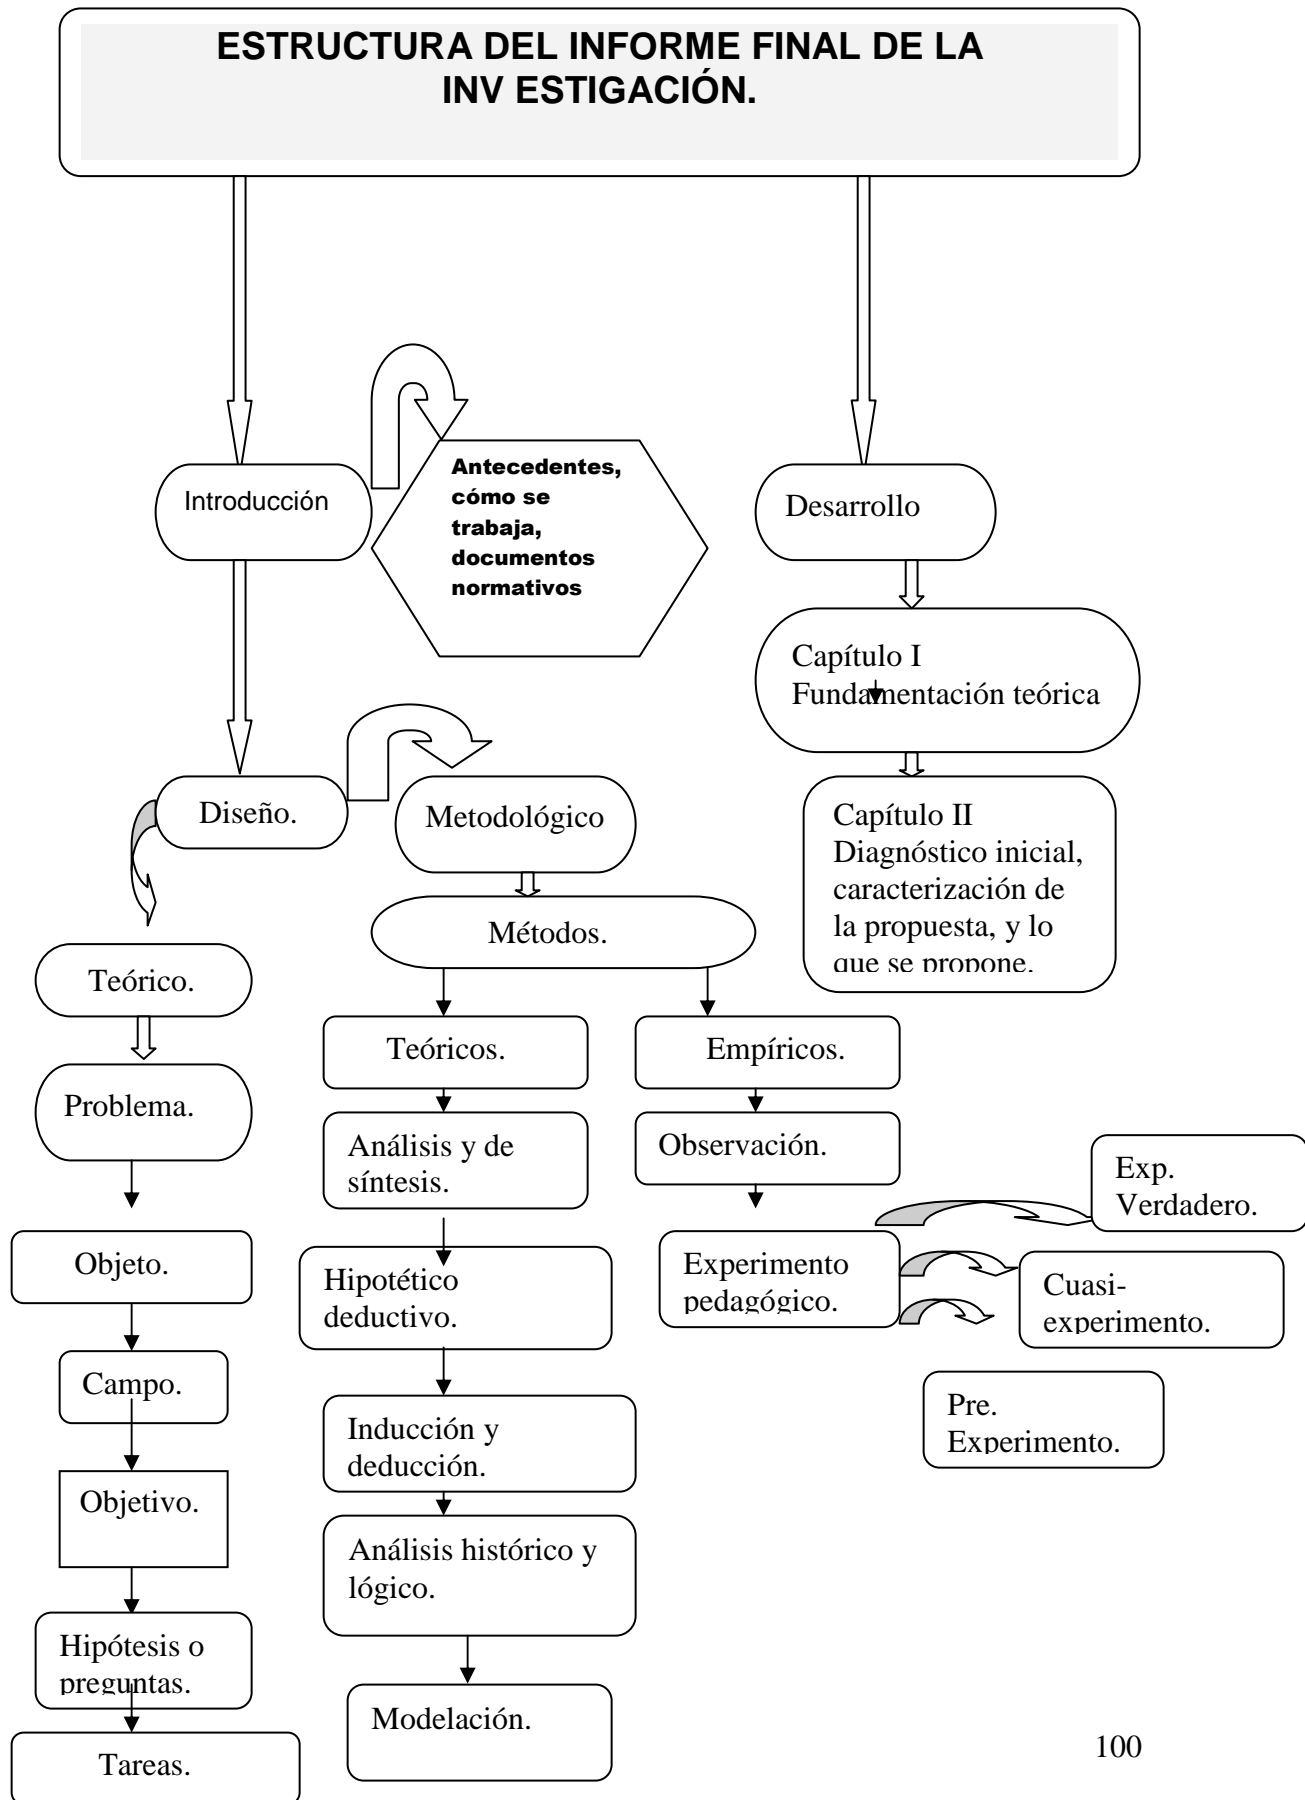 ESTRUCTURA DEL INFORME FINAL DE LA
INV ESTIGACIÓN.
Introducción
Antecedentes,
cómo se
trabaja,
documentos
normativos
Desarrollo
Capítulo I
Fundamentación teórica
Diseño.
Metodológico
Capítulo II
Diagnóstico inicial,
caracterización de
la propuesta, y lo
que se propone.
Métodos.
Teórico.
Problema.
Objeto.
Campo.
Objetivo.
Hipótesis o
preguntas.
Tareas.
Teóricos.
Análisis y de
síntesis.
Hipotético
deductivo.
Inducción y
deducción.
Análisis histórico y
lógico.
Modelación.
Empíricos.
Observación.
Experimento
pedagógico.
Exp.
Verdadero.
Cuasi-
experimento.
Pre.
Experimento.
100